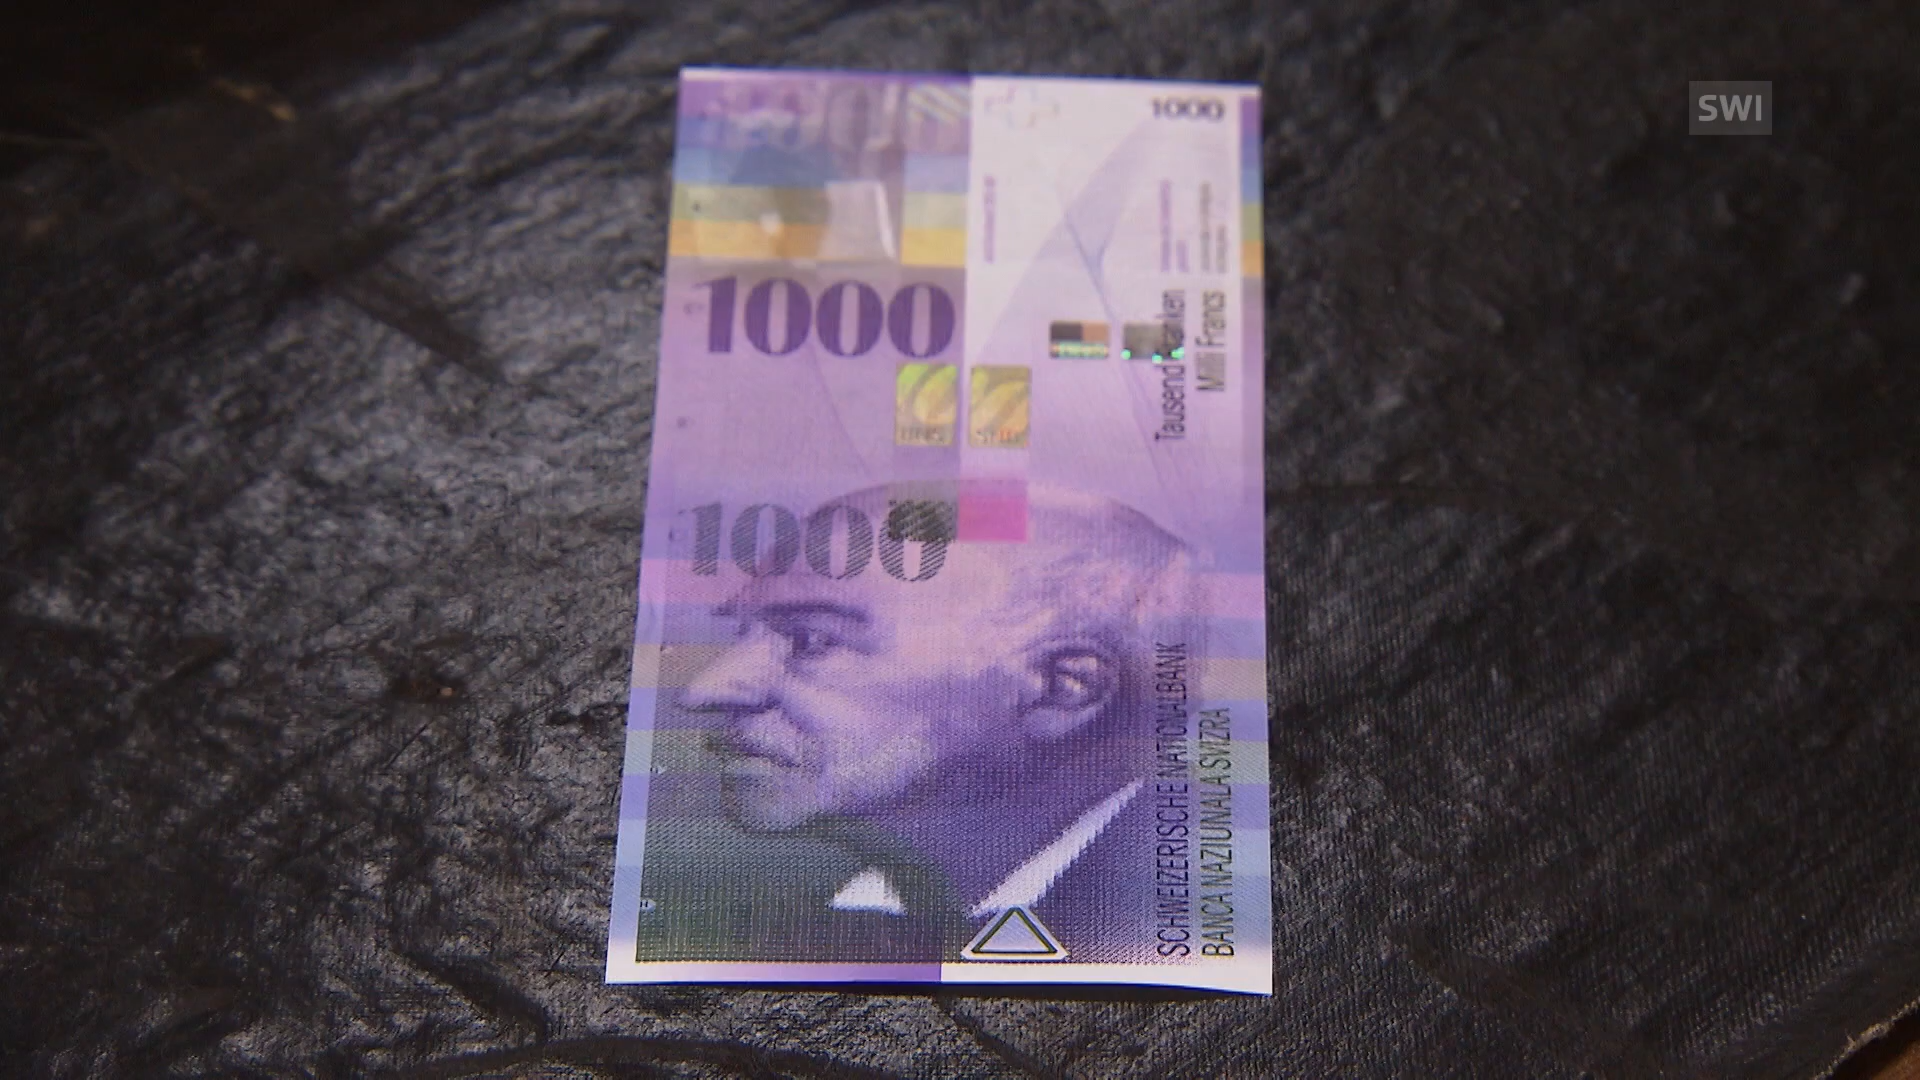 SWI
1000
1000
1000
Tausend Franken
Milli Francs
SCHWEIZERISCHE NATIONALBANK
BANCA NAZIUNALA SVIZRA